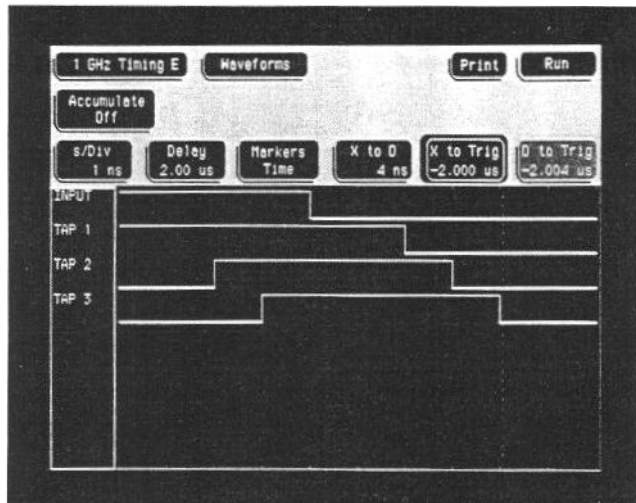 1 GHz Timing E Waveforms Print Run
Accumulate
Off
s/Div Delay Markers X to O X to Trig O to Trig
1 ns 2.00 us Time 4 ns -2.000 us -2.004 us
INPUT
TAP 1
TAP 2
TAP 3